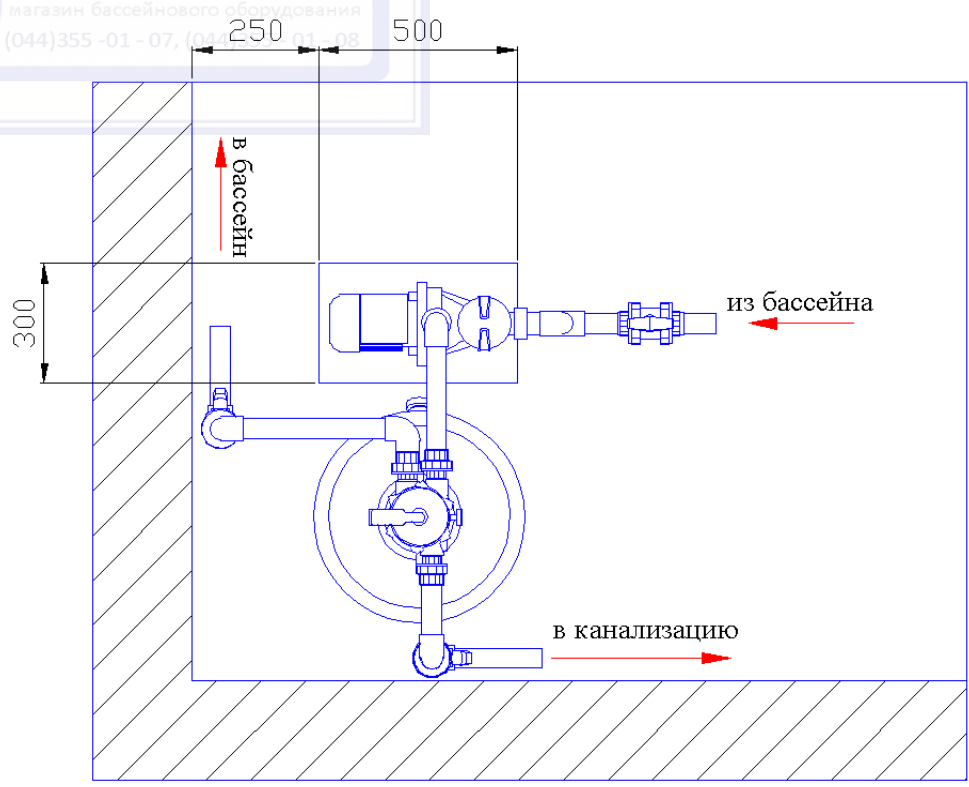 магазин бассейнового оборудования
(044)355 -01 - 07, (044)355 - 01 - 08
250
500
в бассейн
300
из бассейна
в канализацию